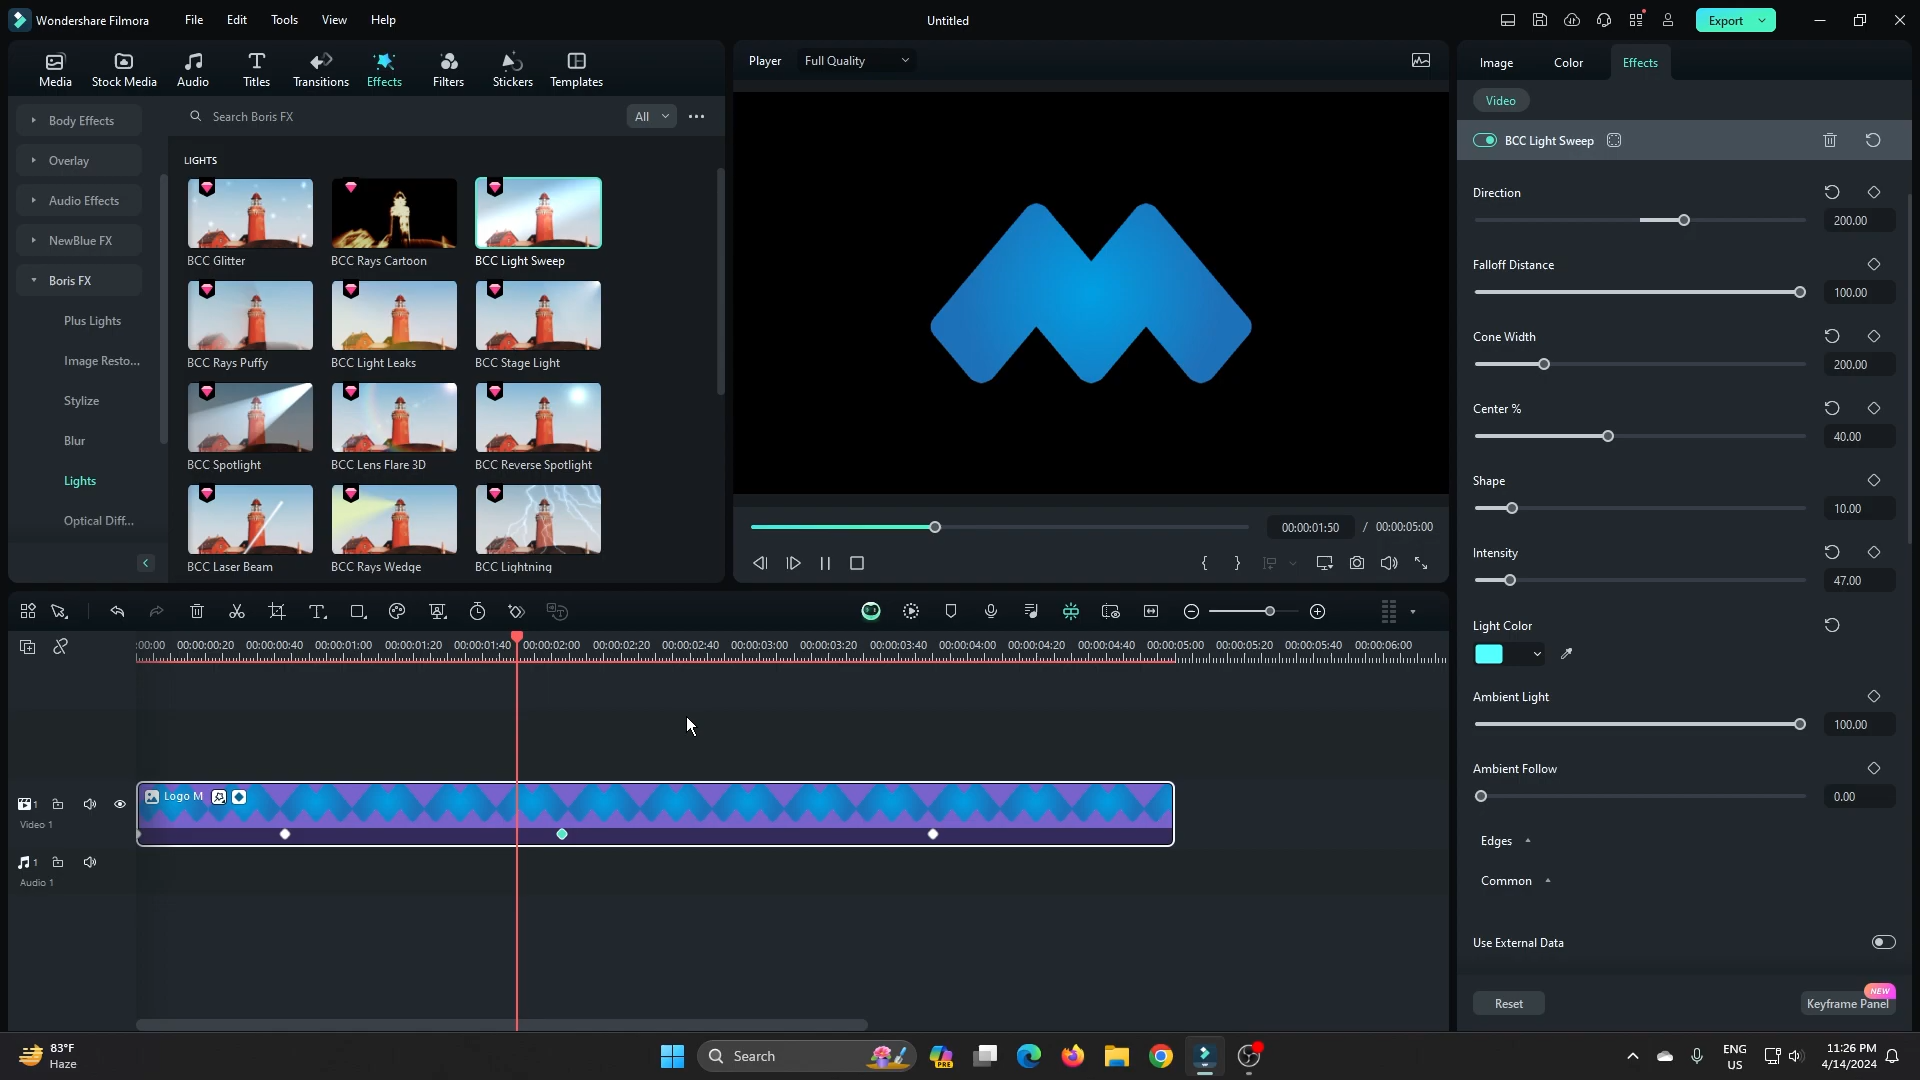 Wondershare Filmora
File
Edit
Tools
View
Help
Untitled
Export
Media
Stock Media
Audio
Titles
Transitions
Effects
Filters
Stickers
Templates
Player
Full Quality
Image
Color
Effects
Video
Body Effects
Overlay
Audio Effects
NewBlue FX
Boris FX
Plus Lights
Image Resto...
Stylize
Blur
Lights
Optical Diff...
Search Boris FX
All
LIGHTS
BCC Glitter
BCC Rays Cartoon
BCC Light Sweep
BCC Rays Puffy
BCC Light Leaks
BCC Stage Light
BCC Spotlight
BCC Lens Flare 3D
BCC Reverse Spotlight
BCC Laser Beam
BCC Rays Wedge
BCC Lightning
00:00:01:50 / 00:00:05:00
BCC Light Sweep
Direction
200.00
Falloff Distance
100.00
Cone Width
200.00
Center %
40.00
Shape
10.00
Intensity
47.00
Light Color
Ambient Light
100.00
Ambient Follow
0.00
Edges
Common
Use External Data
Reset
NEW
Keyframe Panel
:00:00 00:00:00:20 00:00:00:40 00:00:01:00 00:00:01:20 00:00:01:40 00:00:02:00 00:00:02:20 00:00:02:40 00:00:03:00 00:00:03:20 00:00:03:40 00:00:04:00 00:00:04:20 00:00:04:40 00:00:05:00 00:00:05:20 00:00:05:40 00:00:06:00
Logo M
1
Video 1
1
Audio 1
83°F
Haze
Search
PRE
ENG
US
11:26 PM
4/14/2024